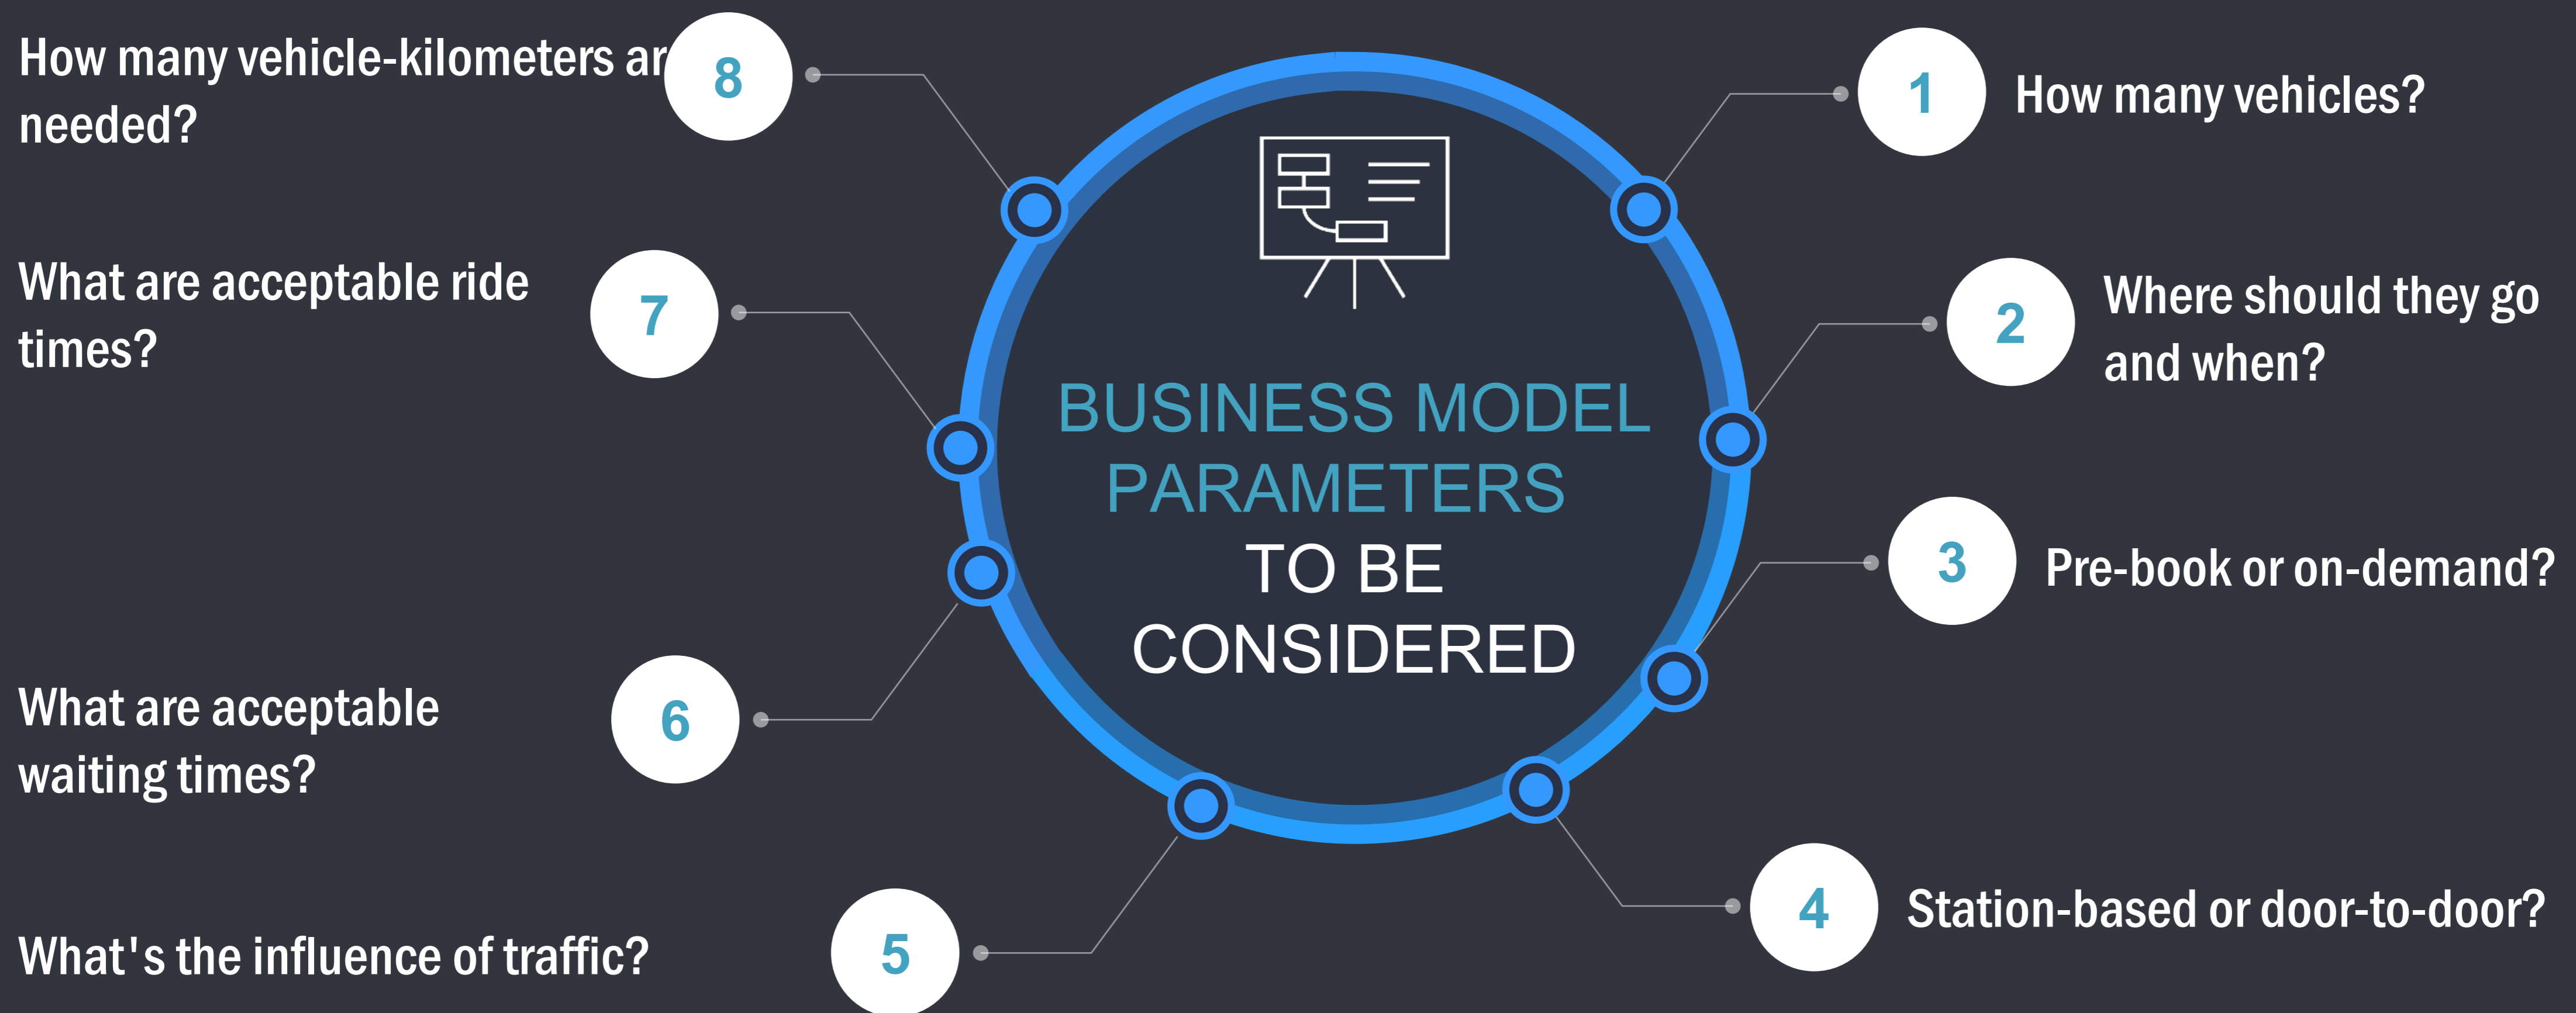 BUSINESS MODEL
PARAMETERS
TO BE
CONSIDERED
1
How many vehicles?
2
Where should they go
and when?
3
Pre-book or on-demand?
4
Station-based or door-to-door?
5
What's the influence of traffic?
6
What are acceptable
waiting times?
7
What are acceptable ride
times?
8
How many vehicle-kilometers ar
needed?